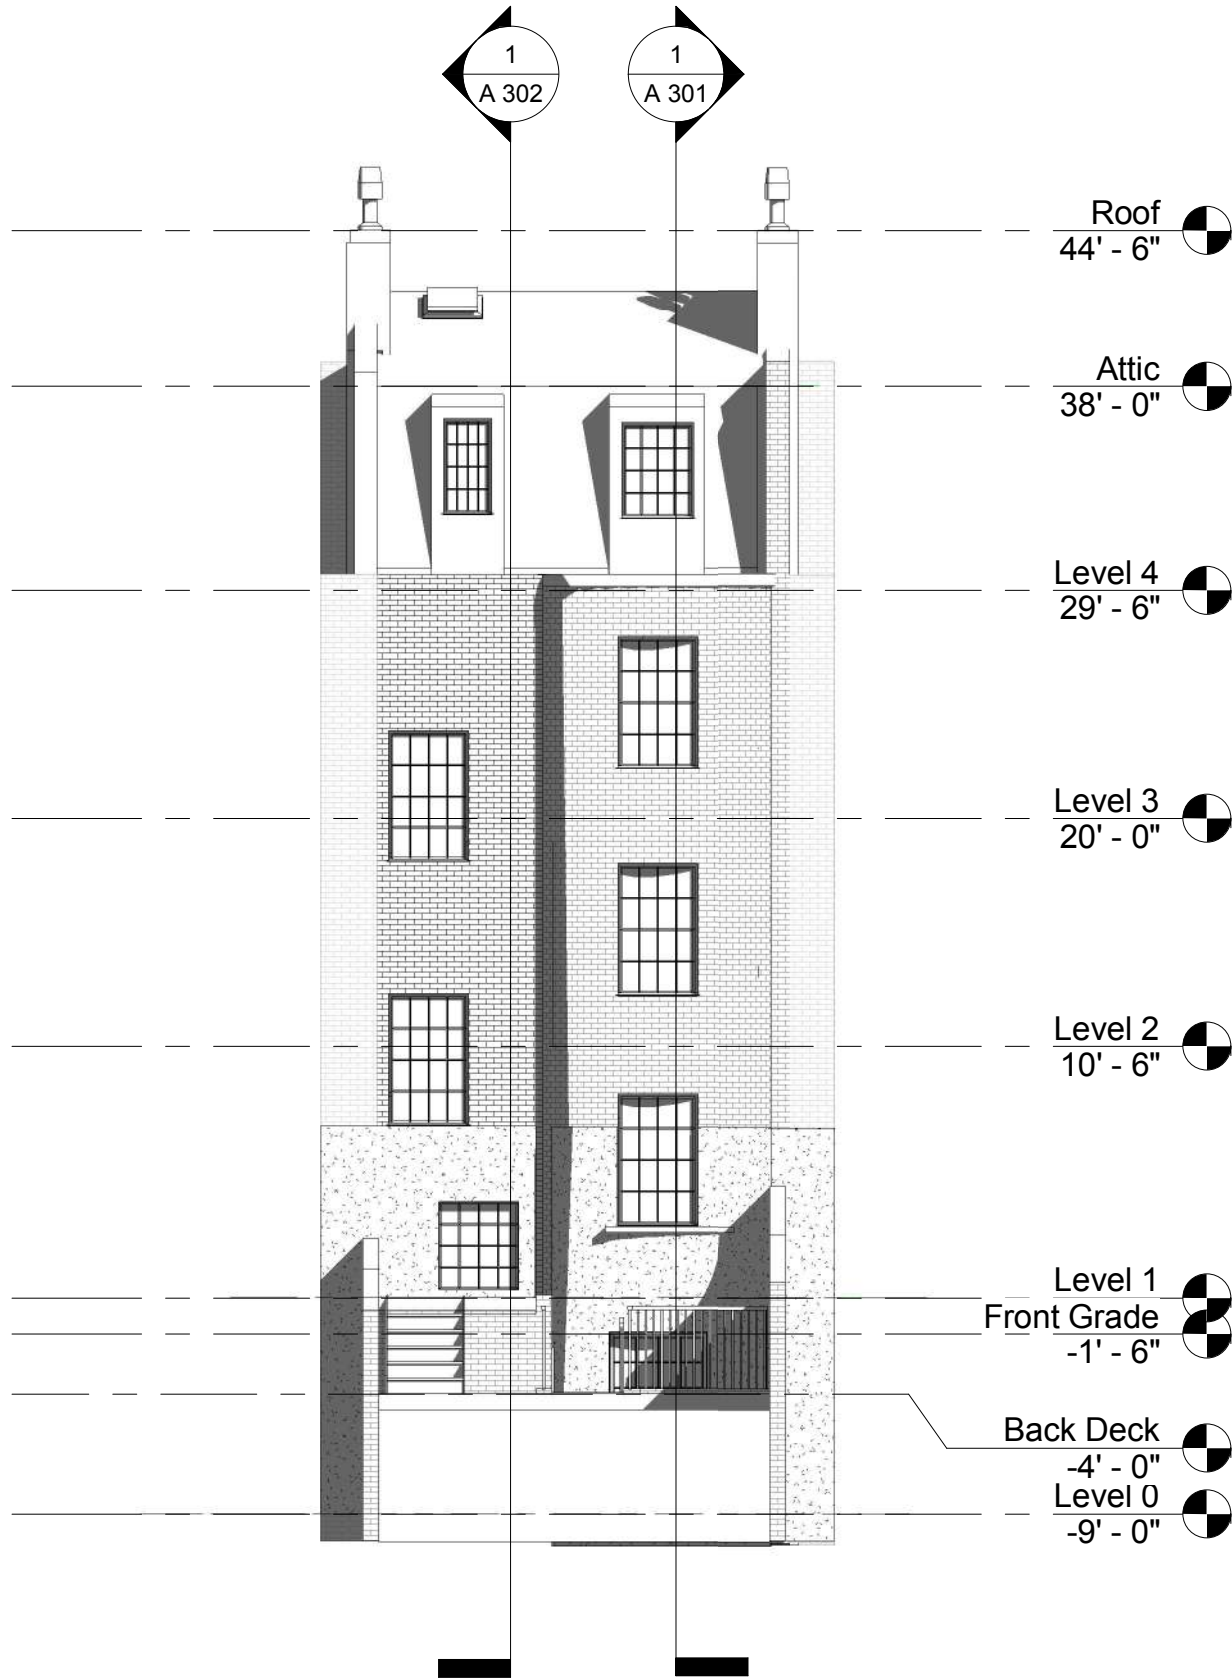 1
A 302
1
A 301
Roof
44' - 6"
Attic
38' - 0"
Level 4
29' - 6"
Level 3
20' - 0"
Level 2
10' - 6"
Level 1
Front Grade
-1' - 6"
Back Deck
-4' - 0"
Level 0
-9' - 0"